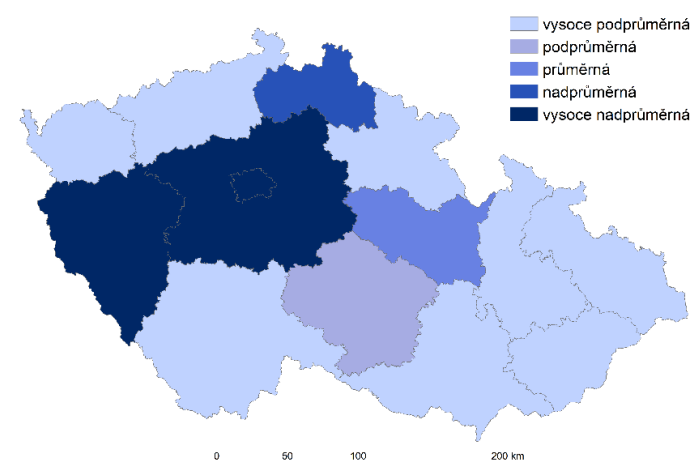 vysoce podprůměrná
podprůměrná
průměrná
nadprůměrná
vysoce nadprůměrná
0 50 100 200 km